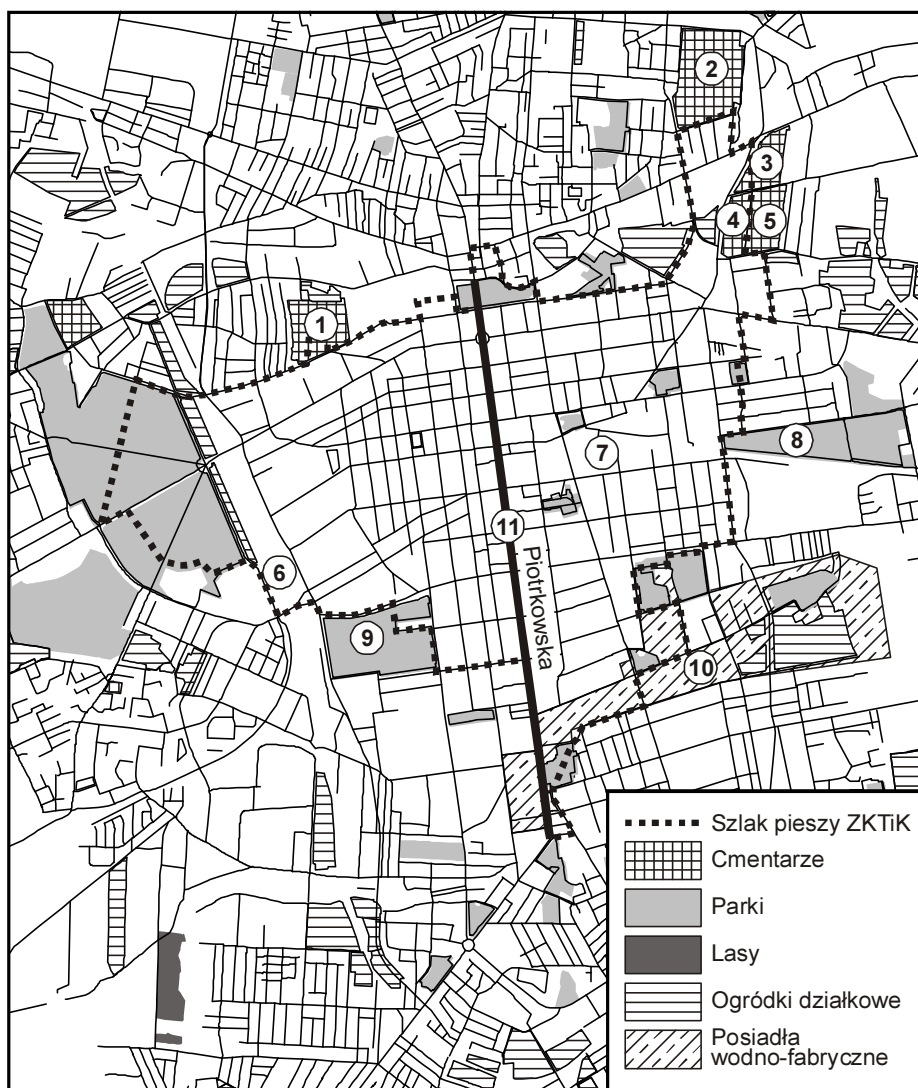 2
3
4
5
1
8
7
11
6
Piotrkowska
9
10
Szlak pieszy ZKTiK
Cmentarze
Parki
Lasy
Ogródki działkowe
Posiadła
wodno-fabryczne